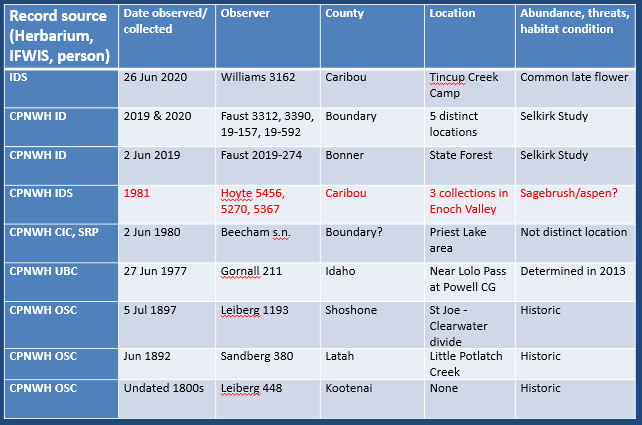 Record source (Herbarium, IFWIS, person) | Date observed/ collected | Observer | County | Location | Abundance, threats, habitat condition
IDS | 26 Jun 2020 | Williams 3162 | Caribou | Tincup Creek Camp | Common late flower
CPNWH ID | 2019 & 2020 | Faust 3312, 3390, 19-157, 19-592 | Boundary | 5 distinct locations | Selkirk Study
CPNWH ID | 2 Jun 2019 | Faust 2019-274 | Bonner | State Forest | Selkirk Study
CPNWH IDS | 1981 | Hoyte 5456, 5270, 5367 | Caribou | 3 collections in Enoch Valley | Sagebrush/aspen?
CPNWH CIC, SRP | 2 Jun 1980 | Beecham s.n. | Boundary? | Priest Lake area | Not distinct location
CPNWH UBC | 27 Jun 1977 | Gornall 211 | Idaho | Near Lolo Pass at Powell CG | Determined in 2013
CPNWH OSC | 5 Jul 1897 | Leiberg 1193 | Shoshone | St Joe - Clearwater divide | Historic
CPNWH OSC | Jun 1892 | Sandberg 380 | Latah | Little Potlatch Creek | Historic
CPNWH OSC | Undated 1800s | Leiberg 448 | Kootenai | None | Historic